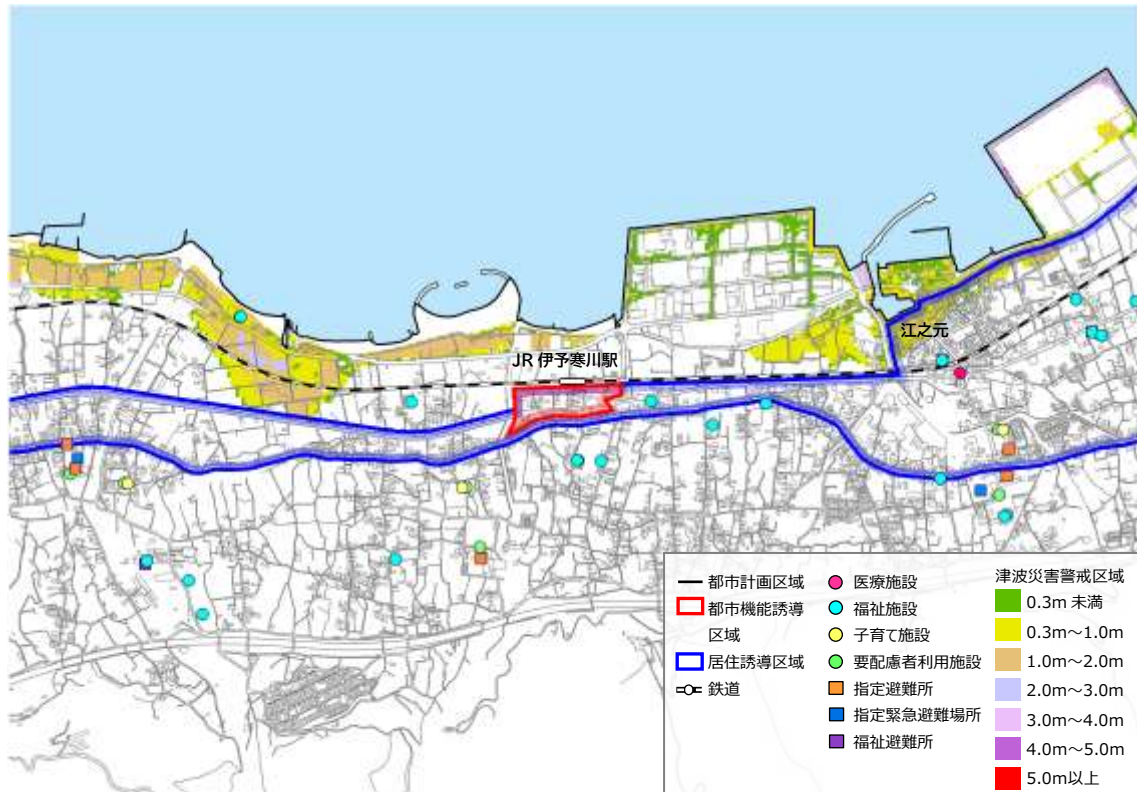 江之元
JR 伊予寒川駅
都市計画区域
都市機能誘導
区域
居住誘導区域
鉄道
医療施設
福祉施設
子育て施設
要配慮者利用施設
指定避難所
指定緊急避難場所
福祉避難所
津波災害警戒区域
0.3m 未満
0.3m~1.0m
1.0m~2.0m
2.0m~3.0m
3.0m~4.0m
4.0m~5.0m
5.0m以上